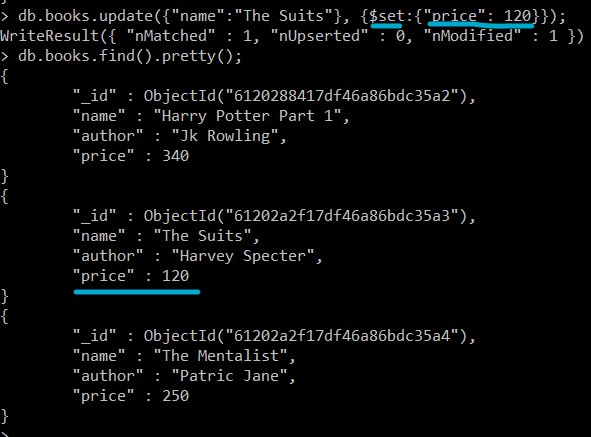 > db.books.update({"name":"The Suits"}, {$set:{"price": 120}});
WriteResult({ "nMatched" : 1, "nUpserted" : 0, "nModified" : 1 })
> db.books.find().pretty();
{
        "_id" : ObjectId("6120288417df46a86bdc35a2"),
        "name" : "Harry Potter Part 1",
        "author" : "Jk Rowling",
        "price" : 340
}
{
        "_id" : ObjectId("61202a2f17df46a86bdc35a3"),
        "name" : "The Suits",
        "author" : "Harvey Specter",
        "price" : 120
}
{
        "_id" : ObjectId("61202a2f17df46a86bdc35a4"),
        "name" : "The Mentalist",
        "author" : "Patric Jane",
        "price" : 250
}
>